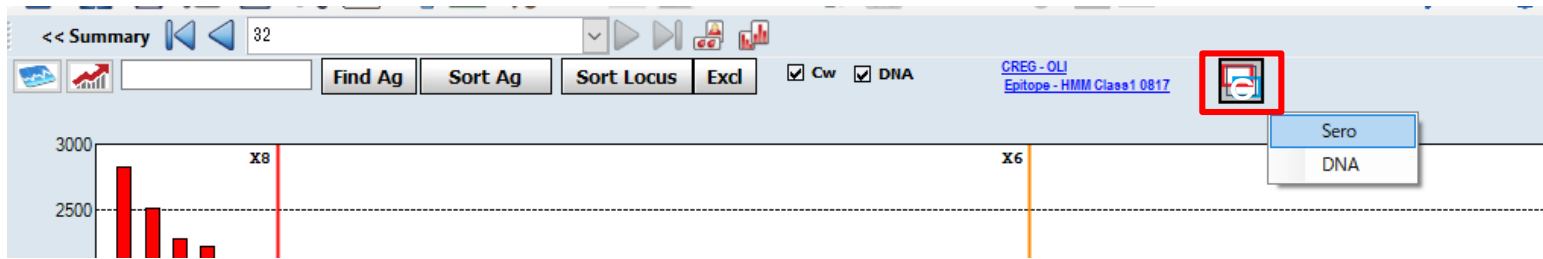 << Summary 32
Find Ag Sort Ag Sort Locus Excl Cw DNA CREG - OLI
Epitope - HMM Class1 0817
Sero
DNA
3000
X8 X6
2500